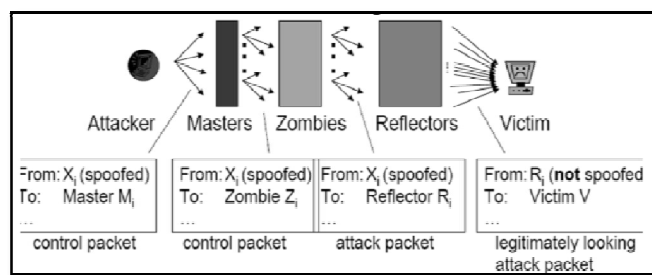 Attacker Masters Zombies Reflectors Victim
From: Xi (spoofed)
To: Master Mi
...
control packet
From: Xi (spoofed)
To: Zombie Zi
...
control packet
From: Xi (spoofed)
To: Reflector Ri
...
attack packet
From: Ri (not spoofed
To: Victim V
...
legitimately looking
attack packet